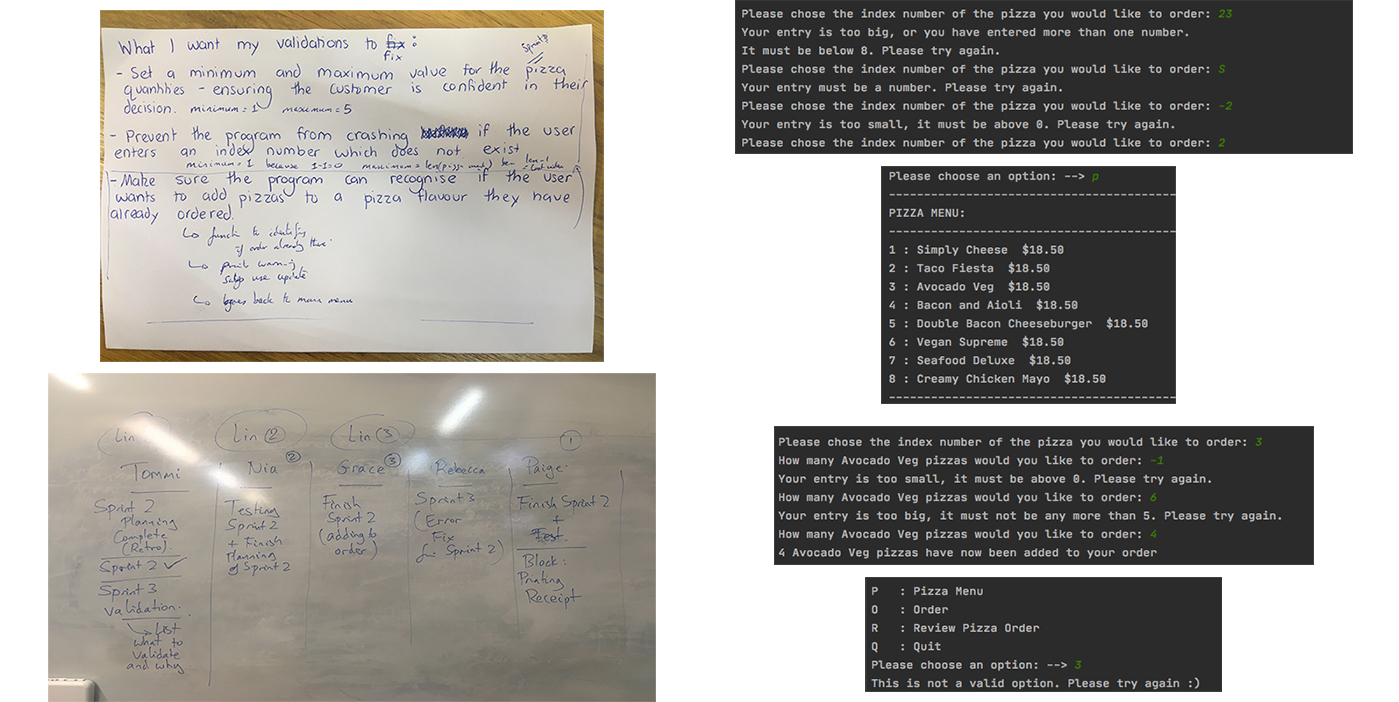 What I want my validations to fix:
fix
Sprint 3
- Set a minimum and maximum value for the pizza
quantities - ensuring the customer is confident in their
decision. minimum = 1 maximum = 5
- Prevent the program from crashing if the user
enters an index number which does not exist
minimum = 1 because 1-1=0 maximum = len(
- Make sure the program can recognise if the user
wants to add pizzas to a pizza flavour they have
already ordered.
to identify
if order already there
print warning
use update
back to main menu
Lin
Lin 2
Lin 3
1
Tommi
Nia 2
Grace 3
Rebecca
Paige
Sprint 2
Planning
Complete
(Retro).
Sprint 2 ✓
Sprint 3
validation.
List
what to
validate
and why
Testing
Sprint 2
+ Finish
Planning
of Sprint 2
Finish
Sprint 2
(adding to
order)
Sprint 3
(Error
Fix
Sprint 2)
Finish Sprint 2
+
Test
Block:
Printing
Receipt
Please chose the index number of the pizza you would like to order: 23
Your entry is too big, or you have entered more than one number.
It must be below 8. Please try again.
Please chose the index number of the pizza you would like to order: S
Your entry must be a number. Please try again.
Please chose the index number of the pizza you would like to order: -2
Your entry is too small, it must be above 0. Please try again.
Please chose the index number of the pizza you would like to order: 2
Please choose an option: --> p
PIZZA MENU:
1 : Simply Cheese $18.50
2 : Taco Fiesta $18.50
3 : Avocado Veg $18.50
4 : Bacon and Aioli $18.50
5 : Double Bacon Cheeseburger $18.50
6 : Vegan Supreme $18.50
7 : Seafood Deluxe $18.50
8 : Creamy Chicken Mayo $18.50
Please chose the index number of the pizza you would like to order: 3
How many Avocado Veg pizzas would you like to order: -1
Your entry is too small, it must be above 0. Please try again.
How many Avocado Veg pizzas would you like to order: 6
Your entry is too big, it must not be any more than 5. Please try again.
How many Avocado Veg pizzas would you like to order: 4
4 Avocado Veg pizzas have now been added to your order
P : Pizza Menu
O : Order
R : Review Pizza Order
Q : Quit
Please choose an option: --> 3
This is not a valid option. Please try again :)